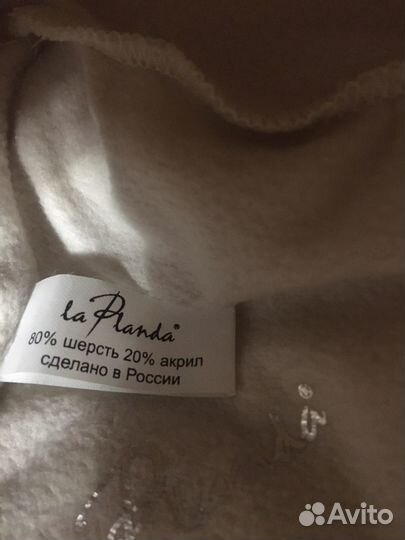 la Planda®
80% шерсть 20% акрил
сделано в России
Avito